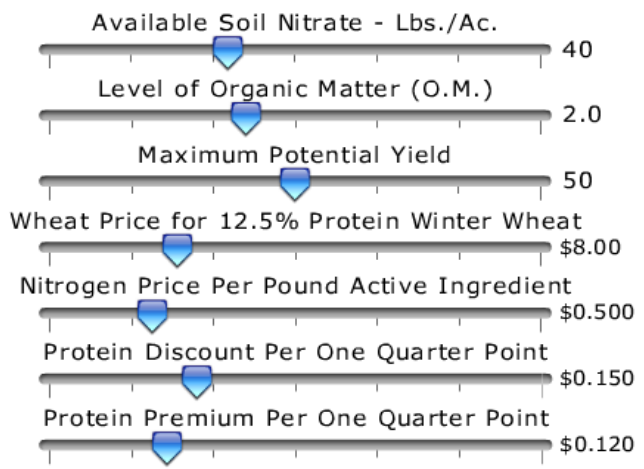 Available Soil Nitrate - Lbs./Ac.
40
Level of Organic Matter (O.M.)
2.0
Maximum Potential Yield
50
Wheat Price for 12.5% Protein Winter Wheat
$8.00
Nitrogen Price Per Pound Active Ingredient
$0.500
Protein Discount Per One Quarter Point
$0.150
Protein Premium Per One Quarter Point
$0.120